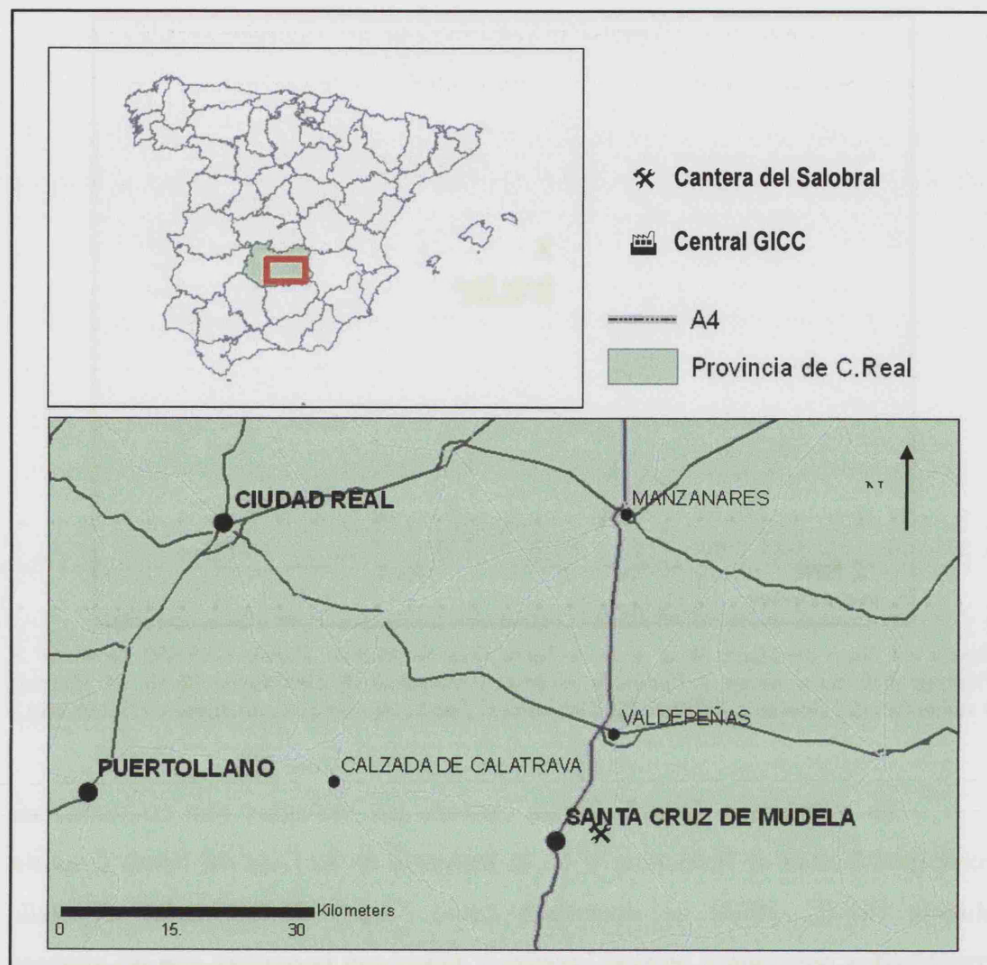 Cantera del Salobral
Central GICC
A4
Provincia de C.Real
CIUDAD REAL
MANZANARES
VALDEPEÑAS
PUERTOLLANO
CALZADA DE CALATRAVA
SANTA CRUZ DE MUDELA
Kilometers
0 15. 30